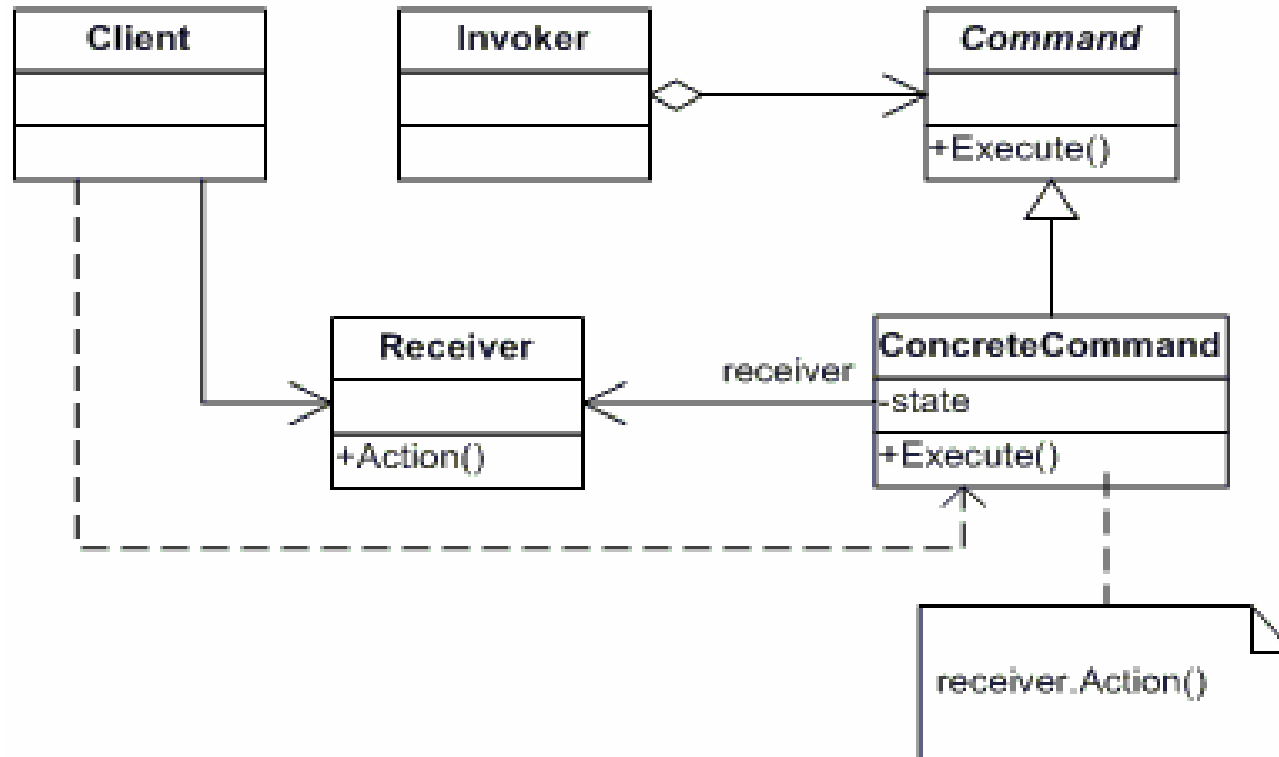 Client
Invoker
Command
+Execute()
Receiver
+Action()
receiver
ConcreteCommand
-state
+Execute()
receiver.Action()